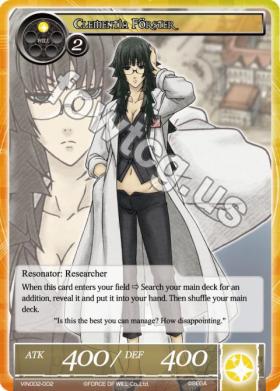 Clementia Förster
WILL
2
fowtcg.us
Resonator: Researcher
When this card enters your field ⇨ Search your main deck for an
addition, reveal it and put it into your hand. Then shuffle your main
deck.
"Is this the best you can manage? How disappointing."
ATK 400 / DEF 400
VIN002-002 ©FORCE OF WILL Co.,Ltd. ©SEGA